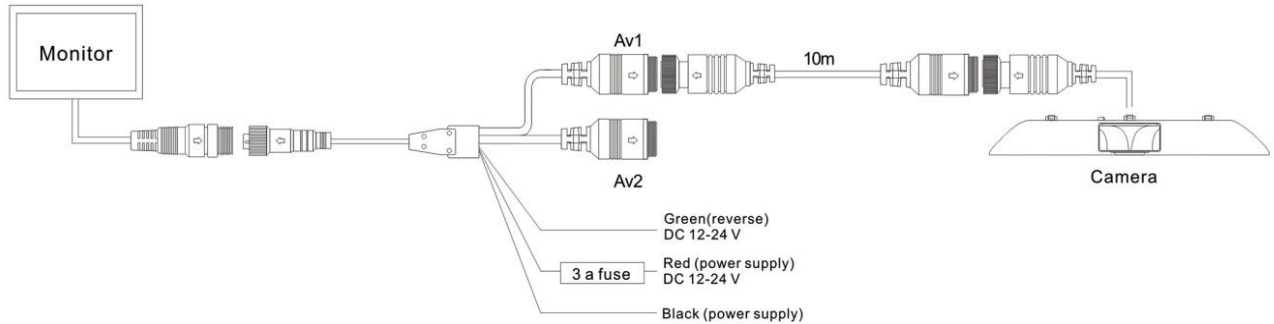 Monitor
Av1
10m
Av2
Camera
Green(reverse)
DC 12-24 V
3 a fuse
Red (power supply)
DC 12-24 V
Black (power supply)